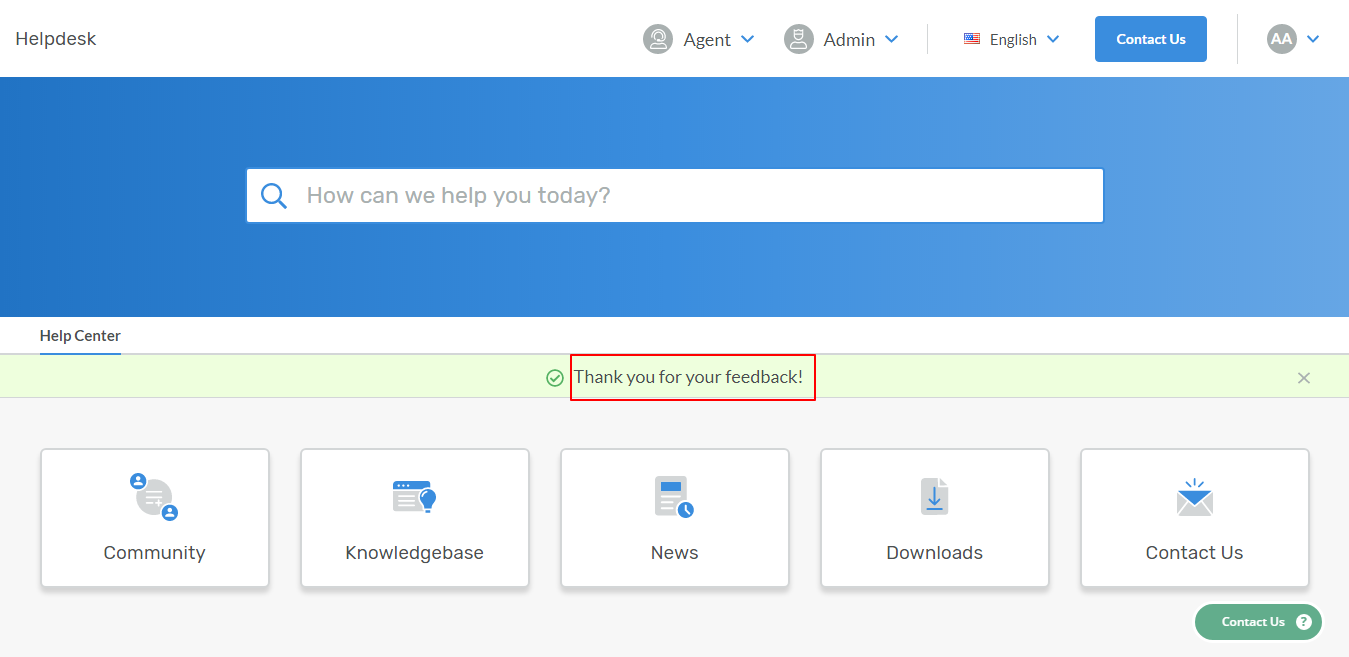 Helpdesk
Agent
Admin
English
Contact Us
AA
How can we help you today?
Help Center
Thank you for your feedback!
Community
Knowledgebase
News
Downloads
Contact Us
Contact Us ?